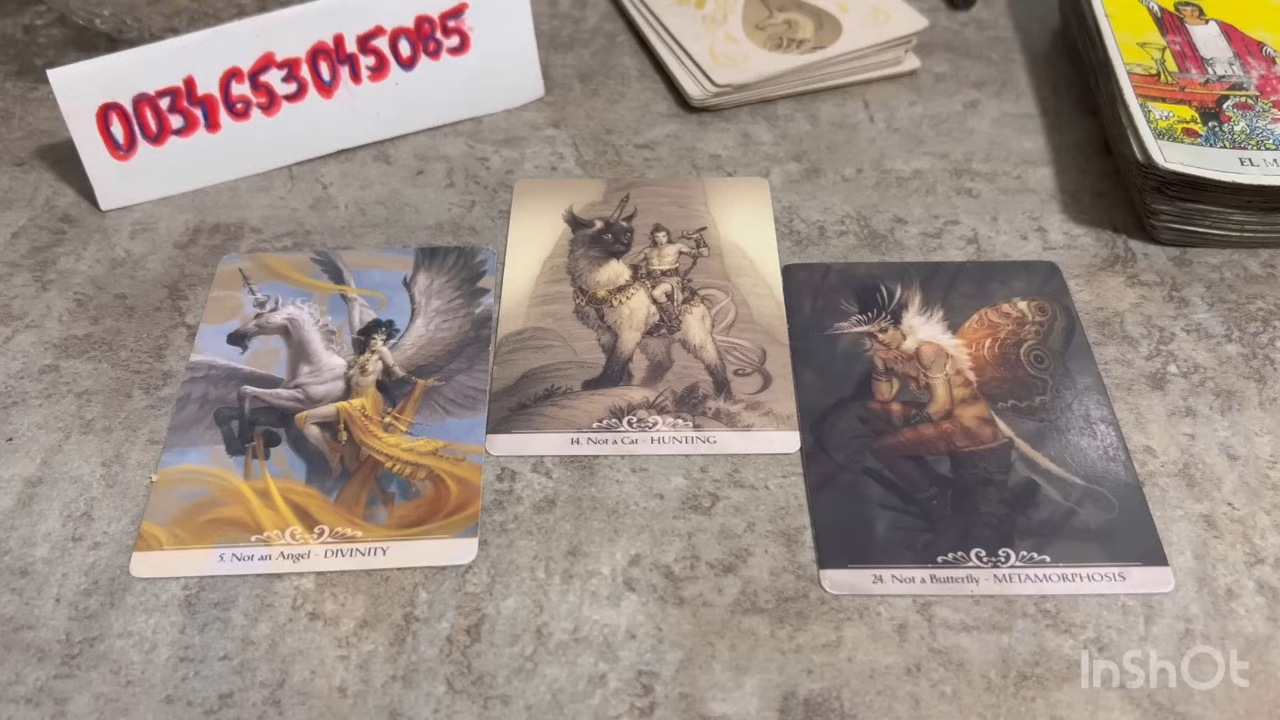 0034653045085
EL M
14. Not a Cat - HUNTING
5. Not an Angel - DIVINITY
24. Not a Butterfly - METAMORPHOSIS
InShOt